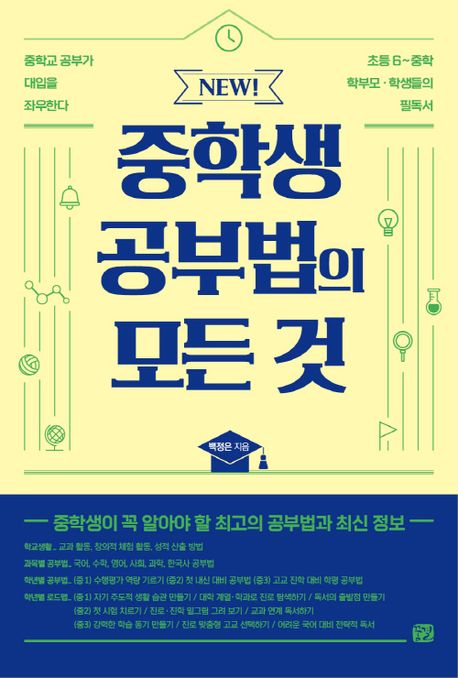 중학교 공부가
대입을
좌우한다
초등 6~중학
학부모·학생들의
필독서
NEW!
중학생
공부법의
모든 것
백정은 지음
중학생이 꼭 알아야 할 최고의 공부법과 최신 정보
학교생활_ 교과 활동, 창의적 체험 활동, 성적 산출 방법
과목별 공부법_ 국어, 수학, 영어, 사회, 과학, 한국사 공부법
학년별 공부법_ (중1) 수행평가 역량 기르기 (중2) 첫 내신 대비 공부법 (중3) 고교 진학 대비 학평 공부법
학년별 로드맵_ (중1) 자기 주도적 생활 습관 만들기 / 대학 계열·학과로 진로 탐색하기 / 독서의 출발점 만들기
(중2) 첫 시험 치르기 / 진로·진학 밑그림 그려 보기 / 교과 연계 독서하기
(중3) 강력한 학습 동기 만들기 / 진로 맞춤형 고교 선택하기 / 어려운 국어 대비 전략적 독서